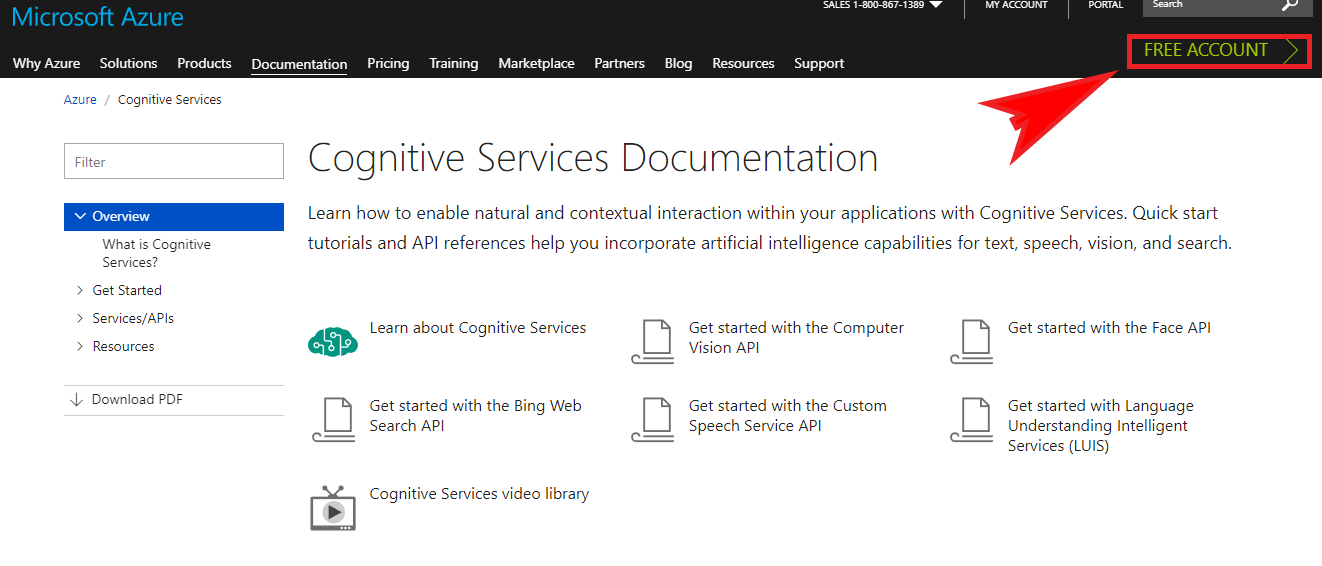 Microsoft Azure
SALES 1-800-867-1389
MY ACCOUNT
PORTAL
Search
FREE ACCOUNT
Why Azure Solutions Products Documentation Pricing Training Marketplace Partners Blog Resources Support
Azure / Cognitive Services
Filter
Overview
What is Cognitive
Services?
Get Started
Services/APIs
Resources
Download PDF
Cognitive Services Documentation
Learn how to enable natural and contextual interaction within your applications with Cognitive Services. Quick start
tutorials and API references help you incorporate artificial intelligence capabilities for text, speech, vision, and search.
Learn about Cognitive Services
Get started with the Computer
Vision API
Get started with the Face API
Get started with the Bing Web
Search API
Get started with the Custom
Speech Service API
Get started with Language
Understanding Intelligent
Services (LUIS)
Cognitive Services video library